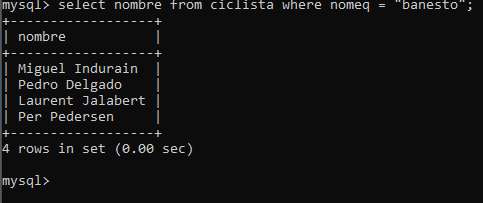 mysql> select nombre from ciclista where nomeq = "banesto";
+------------------+
| nombre           |
+------------------+
| Miguel Indurain  |
| Pedro Delgado    |
| Laurent Jalabert |
| Per Pedersen     |
+------------------+
4 rows in set (0.00 sec)
mysql>